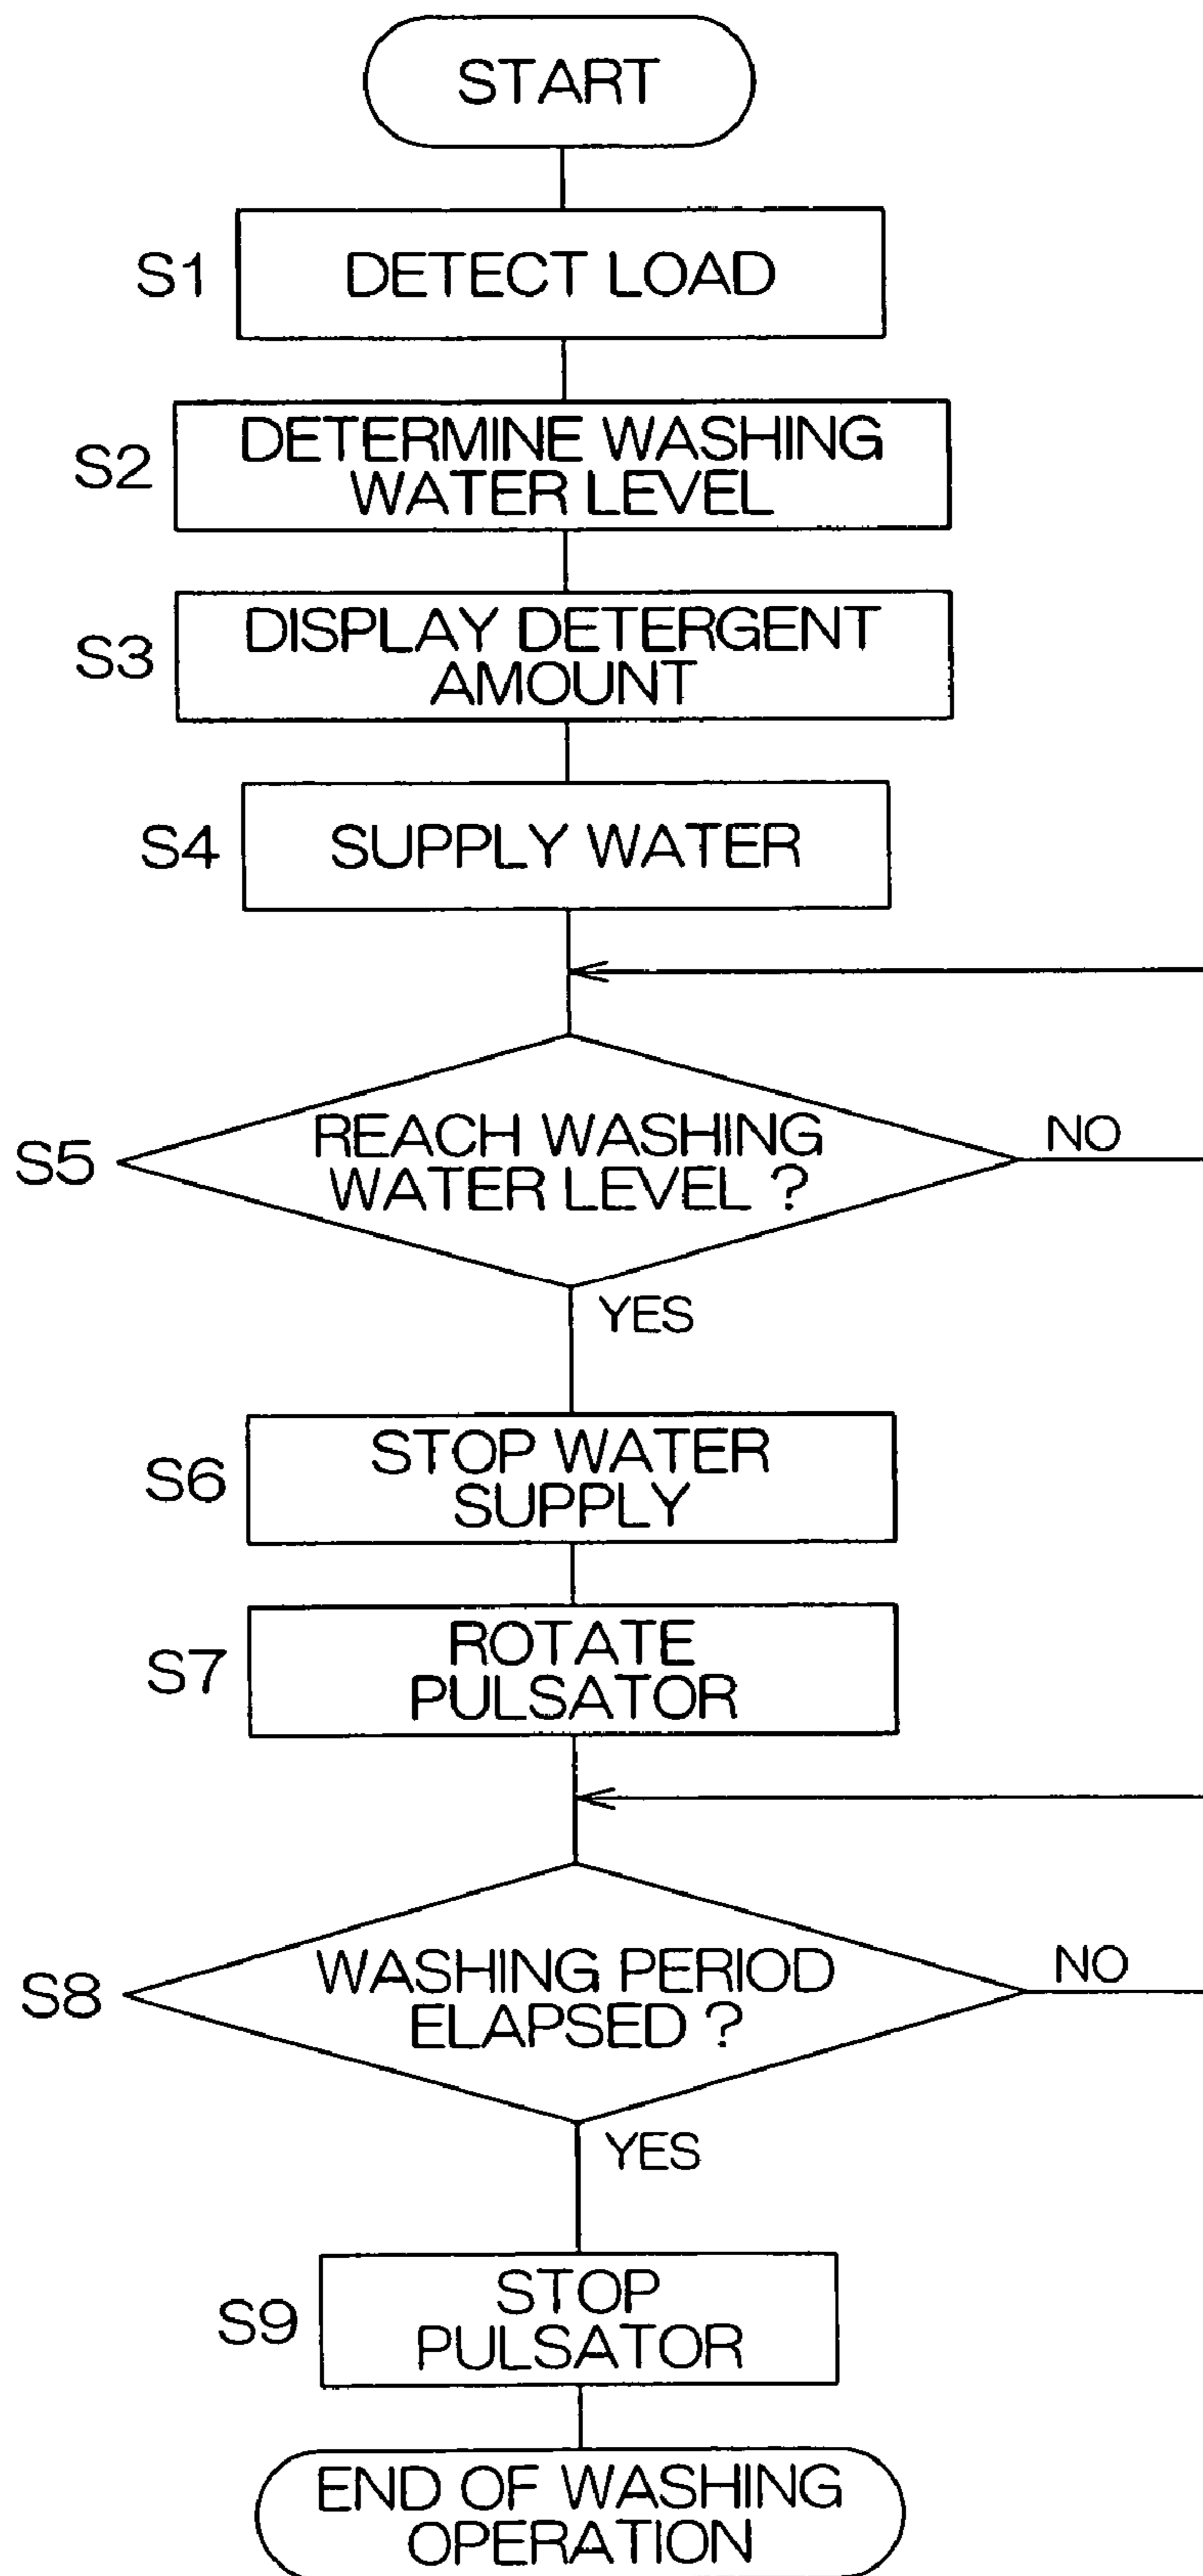 START
S1
DETECT LOAD
S2
DETERMINE WASHING
WATER LEVEL
S3
DISPLAY DETERGENT
AMOUNT
S4
SUPPLY WATER
S5
REACH WASHING
WATER LEVEL ?
NO
YES
S6
STOP WATER
SUPPLY
S7
ROTATE
PULSATOR
S8
WASHING PERIOD
ELAPSED ?
NO
YES
S9
STOP
PULSATOR
END OF WASHING
OPERATION